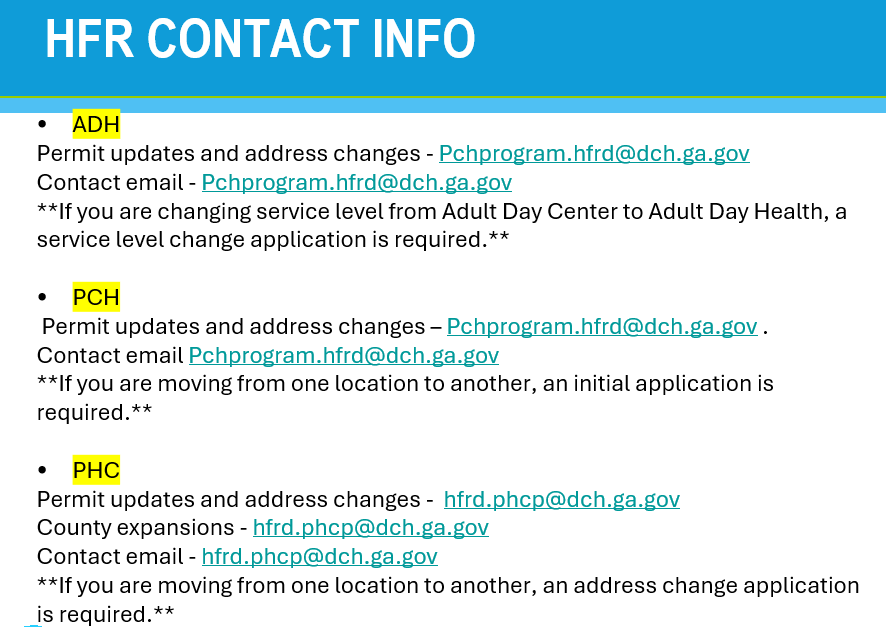 HFR CONTACT INFO
• ADH
Permit updates and address changes - Pchprogram.hfrd@dch.ga.gov
Contact email - Pchprogram.hfrd@dch.ga.gov
**If you are changing service level from Adult Day Center to Adult Day Health, a
service level change application is required.**
• PCH
Permit updates and address changes – Pchprogram.hfrd@dch.ga.gov .
Contact email Pchprogram.hfrd@dch.ga.gov
**If you are moving from one location to another, an initial application is
required.**
• PHC
Permit updates and address changes - hfrd.phcp@dch.ga.gov
County expansions - hfrd.phcp@dch.ga.gov
Contact email - hfrd.phcp@dch.ga.gov
**If you are moving from one location to another, an address change application
is required.**